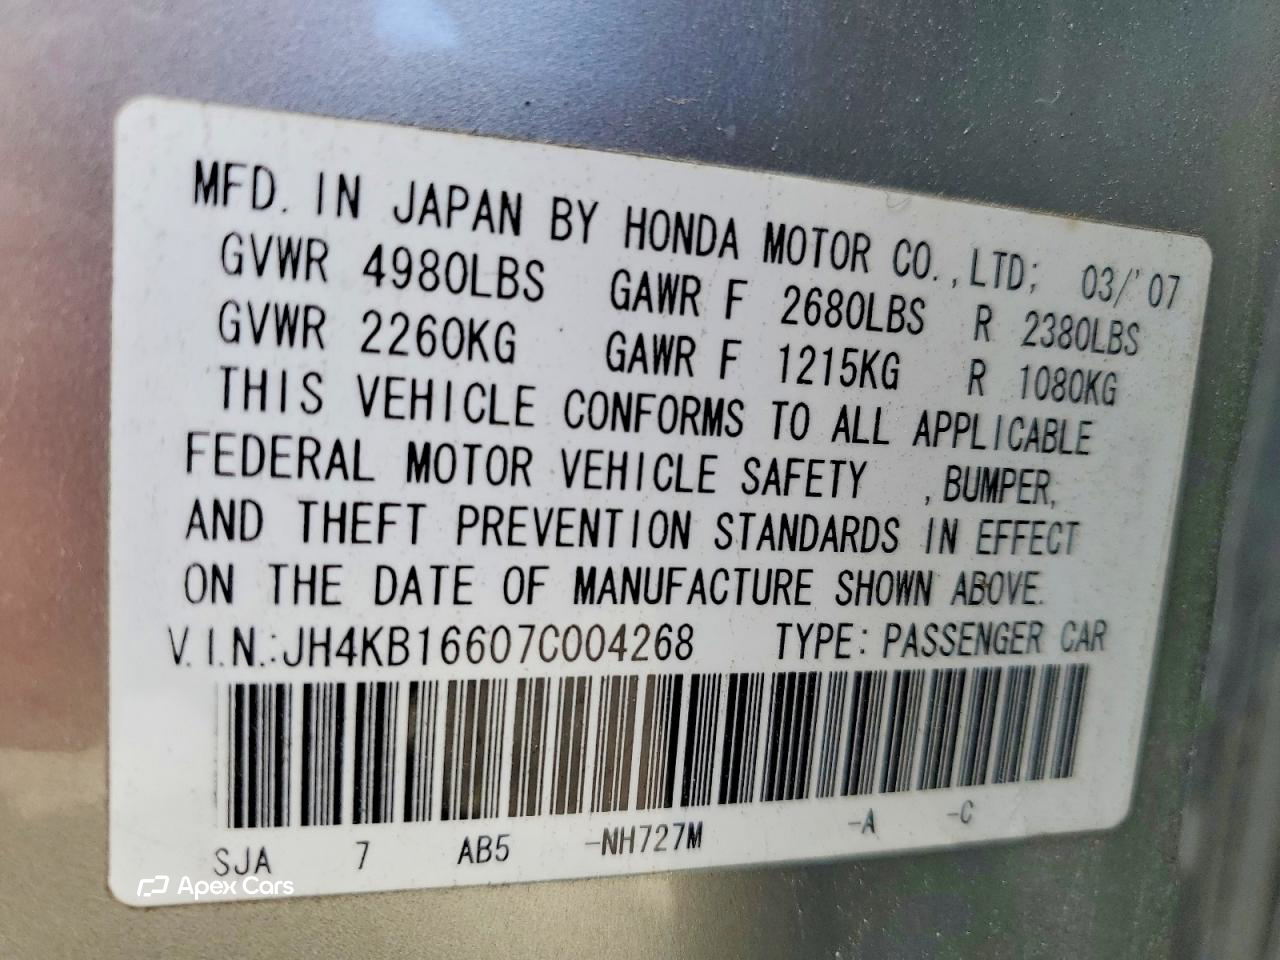 MFD. IN JAPAN BY HONDA MOTOR CO., LTD; 03/'07
GVWR 4980LBS GAWR F 2680LBS R 2380LBS
GVWR 2260KG GAWR F 1215KG R 1080KG
THIS VEHICLE CONFORMS TO ALL APPLICABLE
FEDERAL MOTOR VEHICLE SAFETY , BUMPER,
AND THEFT PREVENTION STANDARDS IN EFFECT
ON THE DATE OF MANUFACTURE SHOWN ABOVE.
V.I.N.:JH4KB16607C004268 TYPE: PASSENGER CAR
SJA 7 AB5 -NH727M -A -C
Apex Cars